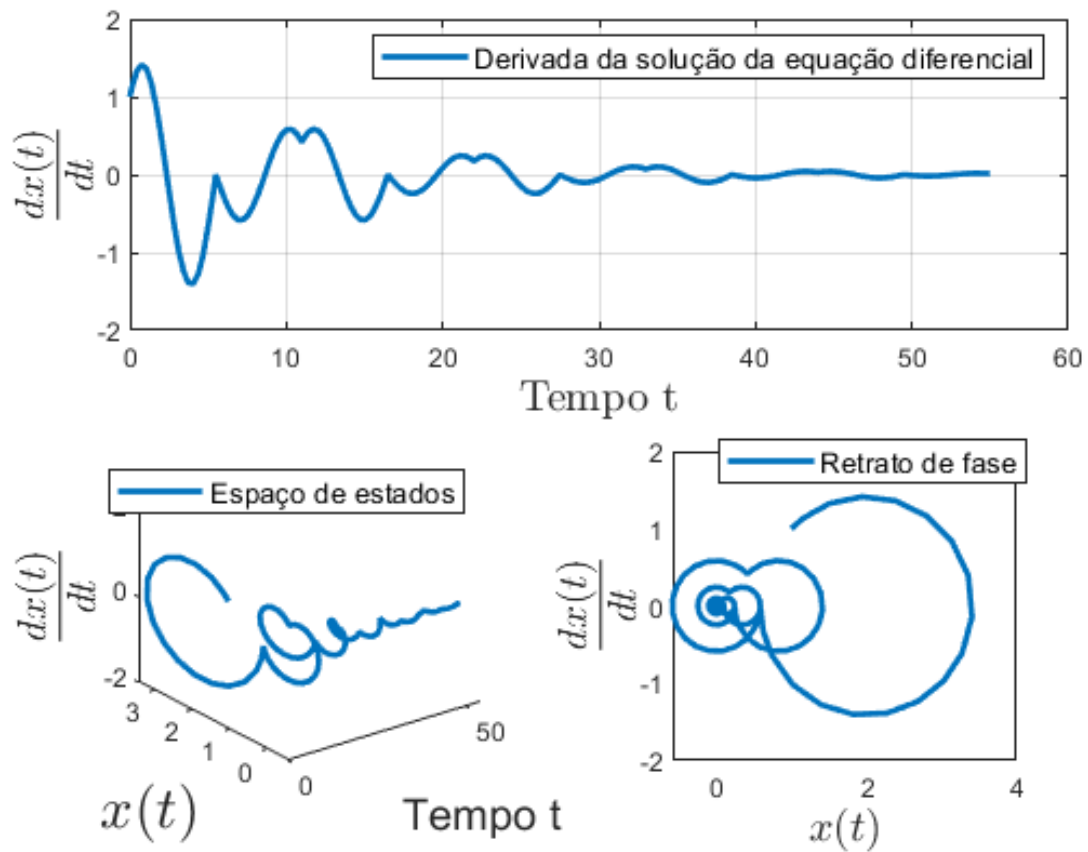 2
Derivada da solução da equação diferencial
1
dx(t)
dt
0
-1
-2
0 10 20 30 40 50 60
Tempo t
Espaço de estados
dx(t)
dt
0
-2
3
2
1
0
0
50
x(t)
Tempo t
2
Retrato de fase
1
dx(t)
dt
0
-1
-2
0 2 4
x(t)